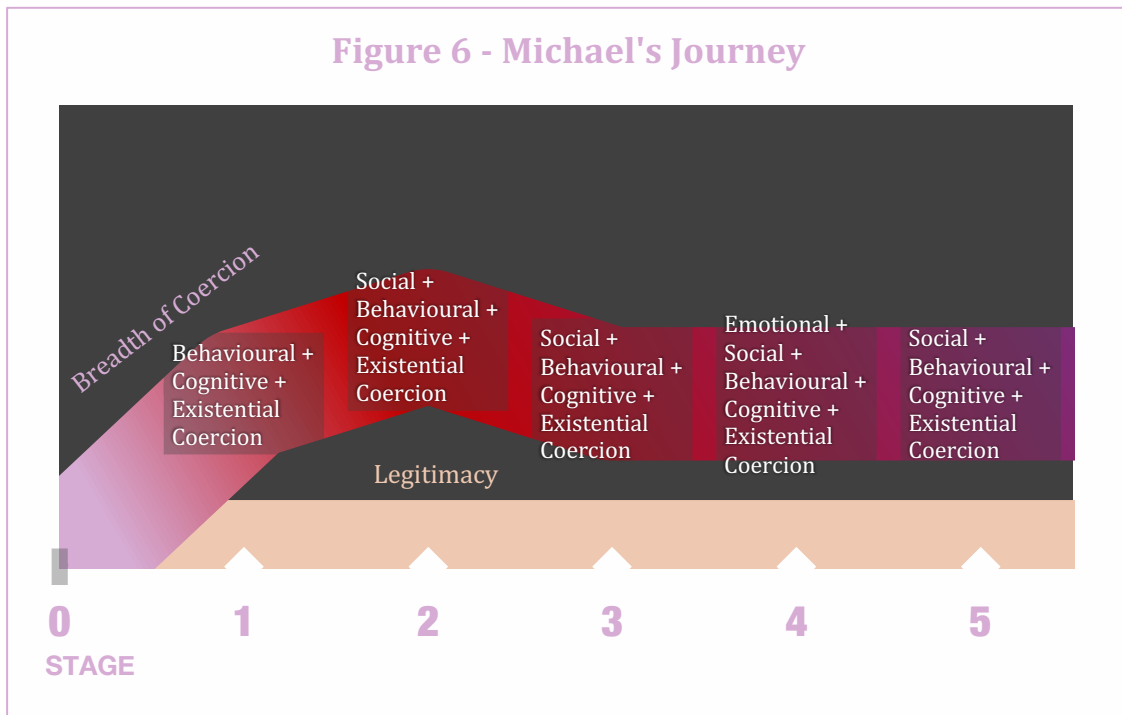 Figure 6 - Michael's Journey
Breadth of Coercion
Behavioural +
Cognitive +
Existential
Coercion
Social +
Behavioural +
Cognitive +
Existential
Coercion
Social +
Behavioural +
Cognitive +
Existential
Coercion
Emotional +
Social +
Behavioural +
Cognitive +
Existential
Coercion
Social +
Behavioural +
Cognitive +
Existential
Coercion
Legitimacy
0 1 2 3 4 5
STAGE